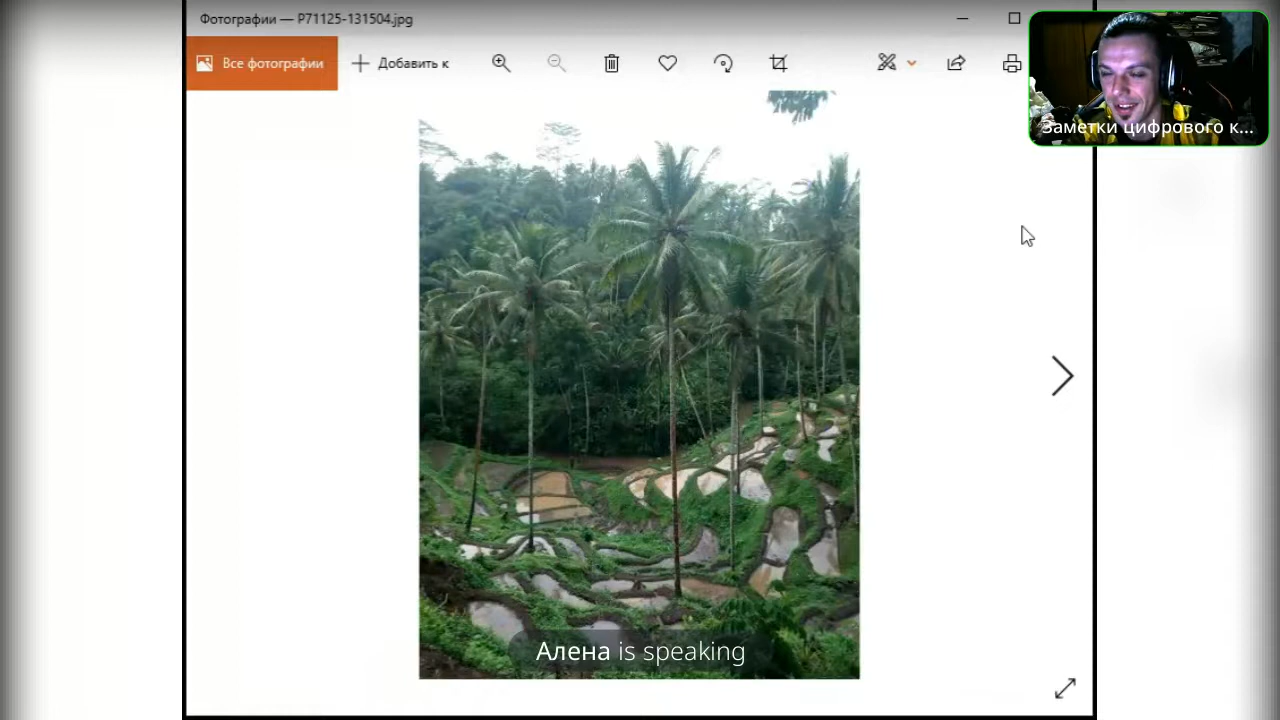 Фотографии — P71125-131504.jpg
Все фотографии
Добавить к
Заметки цифрового к...
Алена is speaking